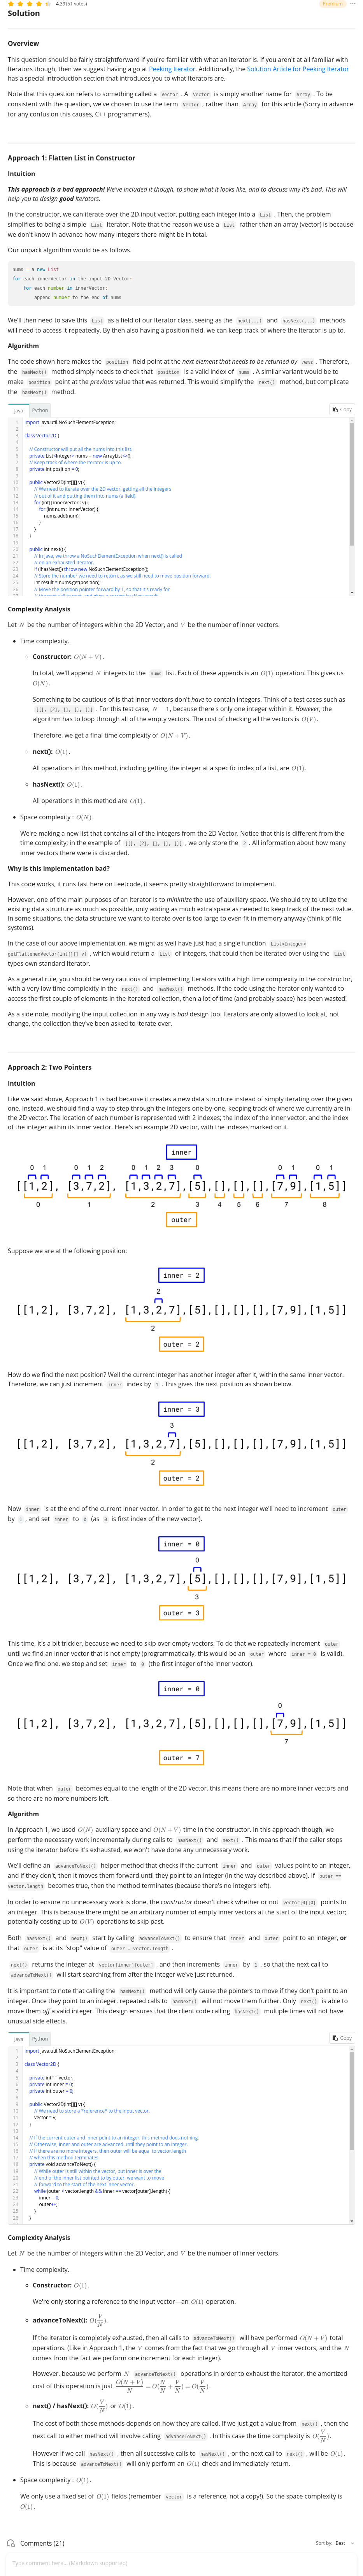 4.39 (51 votes)
Premium
Solution
Overview
This question should be fairly straightforward if you're familiar with what an Iterator is. If you aren't at all familiar with
Iterators though, then we suggest having a go at Peeking Iterator. Additionally, the Solution Article for Peeking Iterator
has a special introduction section that introduces you to what Iterators are.
Note that this question refers to something called a Vector. A Vector is simply another name for Array. To be
consistent with the question, we've chosen to use the term Vector, rather than Array for this article (Sorry in advance
for any confusion this causes, C++ programmers).
Approach 1: Flatten List in Constructor
Intuition
This approach is a bad approach! We've included it though, to show what it looks like, and to discuss why it's bad. This will
help you to design good Iterators.
In the constructor, we can iterate over the 2D input vector, putting each integer into a List. Then, the problem
simplifies to being a simple List Iterator. Note that the reason we use a List rather than an array (vector) is because
we don't know in advance how many integers there might be in total.
Our unpack algorithm would be as follows.
nums = a new List
for each innerVector in the input 2D Vector:
for each number in innerVector:
append number to the end of nums
We'll then need to save this List as a field of our Iterator class, seeing as the next(...) and hasNext(...) methods
will need to access it repeatedly. By then also having a position field, we can keep track of where the Iterator is up to.
Algorithm
The code shown here makes the position field point at the next element that needs to be returned by next. Therefore,
the hasNext() method simply needs to check that position is a valid index of nums. A similar variant would be to
make position point at the previous value that was returned. This would simplify the next() method, but complicate
the hasNext() method.
Java Python Copy
1 import java.util.NoSuchElementException;
2
3 class Vector2D {
4
5 // Constructor will put all the nums into this list.
6 private List<Integer> nums = new ArrayList<>();
7 // Keep track of where the Iterator is up to.
8 private int position = 0;
9
10 public Vector2D(int[][] v) {
11 // We need to iterate over the 2D vector, getting all the integers
12 // out of it and putting them into nums (a field).
13 for (int[] innerVector : v) {
14 for (int num : innerVector) {
15 nums.add(num);
16 }
17 }
18 }
19
20 public int next() {
21 // In Java, we throw a NoSuchElementException when next() is called
22 // on an exhausted Iterator.
23 if (!hasNext()) throw new NoSuchElementException();
24 // Store the number we need to return, as we still need to move position forward.
25 int result = nums.get(position);
26 // Move the position pointer forward by 1, so that it's ready for
Complexity Analysis
Let N be the number of integers within the 2D Vector, and V be the number of inner vectors.
• Time complexity.
Constructor: O(N + V).
In total, we'll append N integers to the nums list. Each of these appends is an O(1) operation. This gives us
O(N).
Something to be cautious of is that inner vectors don't have to contain integers. Think of a test cases such as
[[], [2], [], [], []]. For this test case, N = 1, because there's only one integer within it. However, the
algorithm has to loop through all of the empty vectors. The cost of checking all the vectors is O(V).
Therefore, we get a final time complexity of O(N + V).
next(): O(1).
All operations in this method, including getting the integer at a specific index of a list, are O(1).
hasNext(): O(1).
All operations in this method are O(1).
• Space complexity : O(N).
We're making a new list that contains all of the integers from the 2D Vector. Notice that this is different from the
complexity; in the example of [[], [2], [], [], []], we only store the 2. All information about how many
inner vectors there were is discarded.
Why is this implementation bad?
This code works, it runs fast here on Leetcode, it seems pretty straightforward to implement.
However, one of the main purposes of an Iterator is to minimize the use of auxiliary space. We should try to utilize the
existing data structure as much as possible, only adding as much extra space as needed to keep track of the next value.
In some situations, the data structure we want to iterate over is too large to even fit in memory anyway (think of file
systems).
In the case of our above implementation, we might as well have just had a single function List<Integer>
getFlattenedVector(int[][] v), which would return a List of integers, that could then be iterated over using the List
types own standard Iterator.
As a general rule, you should be very cautious of implementing Iterators with a high time complexity in the constructor,
with a very low time complexity in the next() and hasNext() methods. If the code using the Iterator only wanted to
access the first couple of elements in the iterated collection, then a lot of time (and probably space) has been wasted!
As a side note, modifying the input collection in any way is bad design too. Iterators are only allowed to look at, not
change, the collection they've been asked to iterate over.
Approach 2: Two Pointers
Intuition
Like we said above, Approach 1 is bad because it creates a new data structure instead of simply iterating over the given
one. Instead, we should find a way to step through the integers one-by-one, keeping track of where we currently are in
the 2D vector. The location of each number is represented with 2 indexes; the index of the inner vector, and the index
of the integer within its inner vector. Here's an example 2D vector, with the indexes marked on it.
inner
0 1 0 1 2 0 1 2 3 0 0 1 0 1
[[1,2], [3,7,2], [1,3,2,7],[5],[],[],[],[7,9],[1,5]]
0 1 2 3 4 5 6 7 8
outer
Suppose we are at the following position:
inner = 2
2
[[1,2], [3,7,2], [1,3,2,7],[5],[],[],[],[7,9],[1,5]]
2
outer = 2
How do we find the next position? Well the current integer has another integer after it, within the same inner vector.
Therefore, we can just increment inner index by 1. This gives the next position as shown below.
inner = 3
3
[[1,2], [3,7,2], [1,3,2,7],[5],[],[],[],[7,9],[1,5]]
2
outer = 2
Now inner is at the end of the current inner vector. In order to get to the next integer we'll need to increment outer
by 1, and set inner to 0 (as 0 is first index of the new vector).
inner = 0
0
[[1,2], [3,7,2], [1,3,2,7],[5],[],[],[],[7,9],[1,5]]
3
outer = 3
This time, it's a bit trickier, because we need to skip over empty vectors. To do that we repeatedly increment outer
until we find an inner vector that is not empty (programmatically, this would be an outer where inner = 0 is valid).
Once we find one, we stop and set inner to 0 (the first integer of the inner vector).
inner = 0
0
[[1,2], [3,7,2], [1,3,2,7],[5],[],[],[],[7,9],[1,5]]
7
outer = 7
Note that when outer becomes equal to the length of the 2D vector, this means there are no more inner vectors and
so there are no more numbers left.
Algorithm
In Approach 1, we used O(N) auxiliary space and O(N + V) time in the constructor. In this approach though, we
perform the necessary work incrementally during calls to hasNext() and next(). This means that if the caller stops
using the iterator before it's exhausted, we won't have done any unnecessary work.
We'll define an advanceToNext() helper method that checks if the current inner and outer values point to an integer,
and if they don't, then it moves them forward until they point to an integer (in the way described above). If outer ==
vector.length becomes true, then the method terminates (because there's no integers left).
In order to ensure no unnecessary work is done, the constructor doesn't check whether or not vector[0][0] points to
an integer. This is because there might be an arbitrary number of empty inner vectors at the start of the input vector;
potentially costing up to O(V) operations to skip past.
Both hasNext() and next() start by calling advanceToNext() to ensure that inner and outer point to an integer, or
that outer is at its "stop" value of outer = vector.length.
next() returns the integer at vector[inner][outer], and then increments inner by 1, so that the next call to
advanceToNext() will start searching from after the integer we've just returned.
It is important to note that calling the hasNext() method will only cause the pointers to move if they don't point to an
integer. Once they point to an integer, repeated calls to hasNext() will not move them further. Only next() is able to
move them off a valid integer. This design ensures that the client code calling hasNext() multiple times will not have
unusual side effects.
Java Python Copy
1 import java.util.NoSuchElementException;
2
3 class Vector2D {
4
5 private int[][] vector;
6 private int inner = 0;
7 private int outer = 0;
8
9 public Vector2D(int[][] v) {
10 // We need to store a *reference* to the input vector.
11 vector = v;
12 }
13
14 // If the current outer and inner point to an integer, this method does nothing.
15 // Otherwise, inner and outer are advanced until they point to an integer.
16 // If there are no more integers, then outer will be equal to vector.length
17 // when this method terminates.
18 private void advanceToNext() {
19 // While outer is still within the vector, but inner is over the
20 // end of the inner list pointed to by outer, we want to move
21 // forward to the start of the next inner vector.
22 while (outer < vector.length && inner == vector[outer].length) {
23 inner = 0;
24 outer++;
25 }
26 }
Complexity Analysis
Let N be the number of integers within the 2D Vector, and V be the number of inner vectors.
• Time complexity.
Constructor: O(1).
We're only storing a reference to the input vector—an O(1) operation.
advanceToNext(): O(V/N).
If the iterator is completely exhausted, then all calls to advanceToNext() will have performed O(N + V) total
operations. (Like in Approach 1, the V comes from the fact that we go through all V inner vectors, and the N
comes from the fact we perform one increment for each integer).
However, because we perform N advanceToNext() operations in order to exhaust the iterator, the amortized
cost of this operation is just O(N + V)/N = O(N/N + V/N) = O(V/N).
next() / hasNext(): O(V/N) or O(1).
The cost of both these methods depends on how they are called. If we just got a value from next(), then the
next call to either method will involve calling advanceToNext(). In this case the time complexity is O(V/N).
However if we call hasNext(), then all successive calls to hasNext(), or the next call to next(), will be O(1).
This is because advanceToNext() will only perform an O(1) check and immediately return.
• Space complexity : O(1).
We only use a fixed set of O(1) fields (remember vector is a reference, not a copy!). So the space complexity is
O(1).
Comments (21)
Sort by: Best
Type comment here... (Markdown supported)